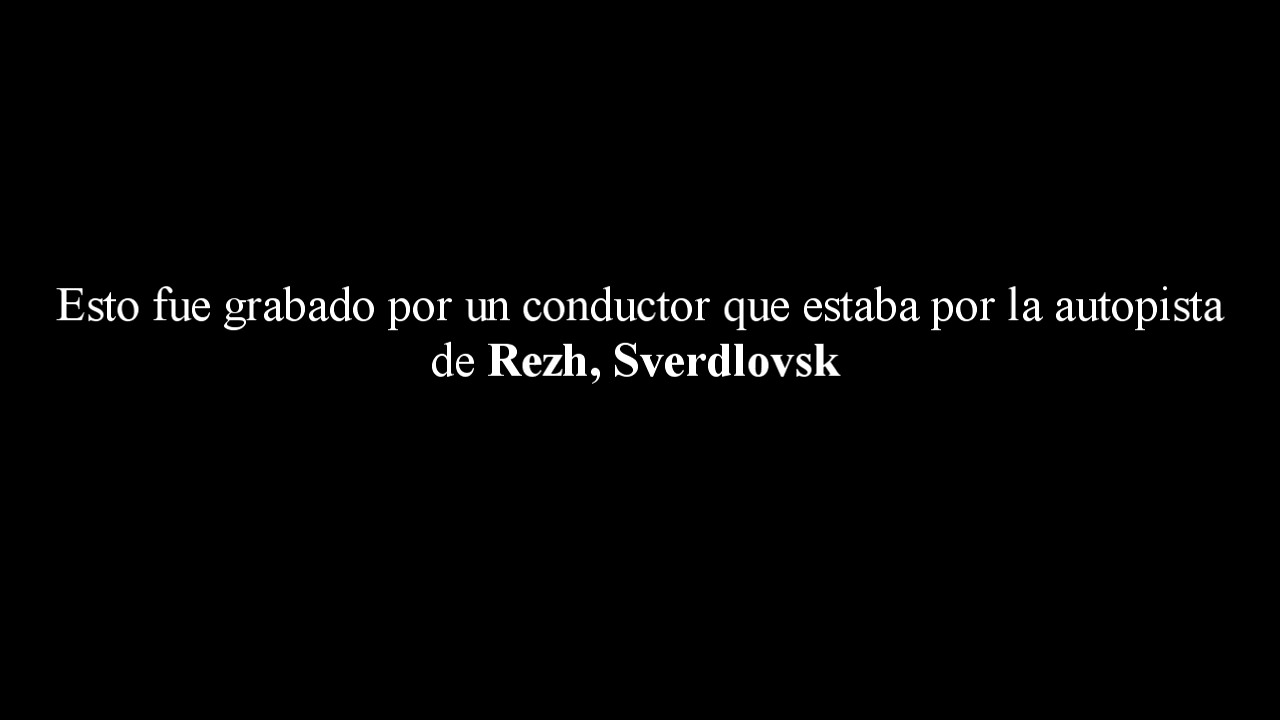 Esto fue grabado por un conductor que estaba por la autopista
de Rezh, Sverdlovsk